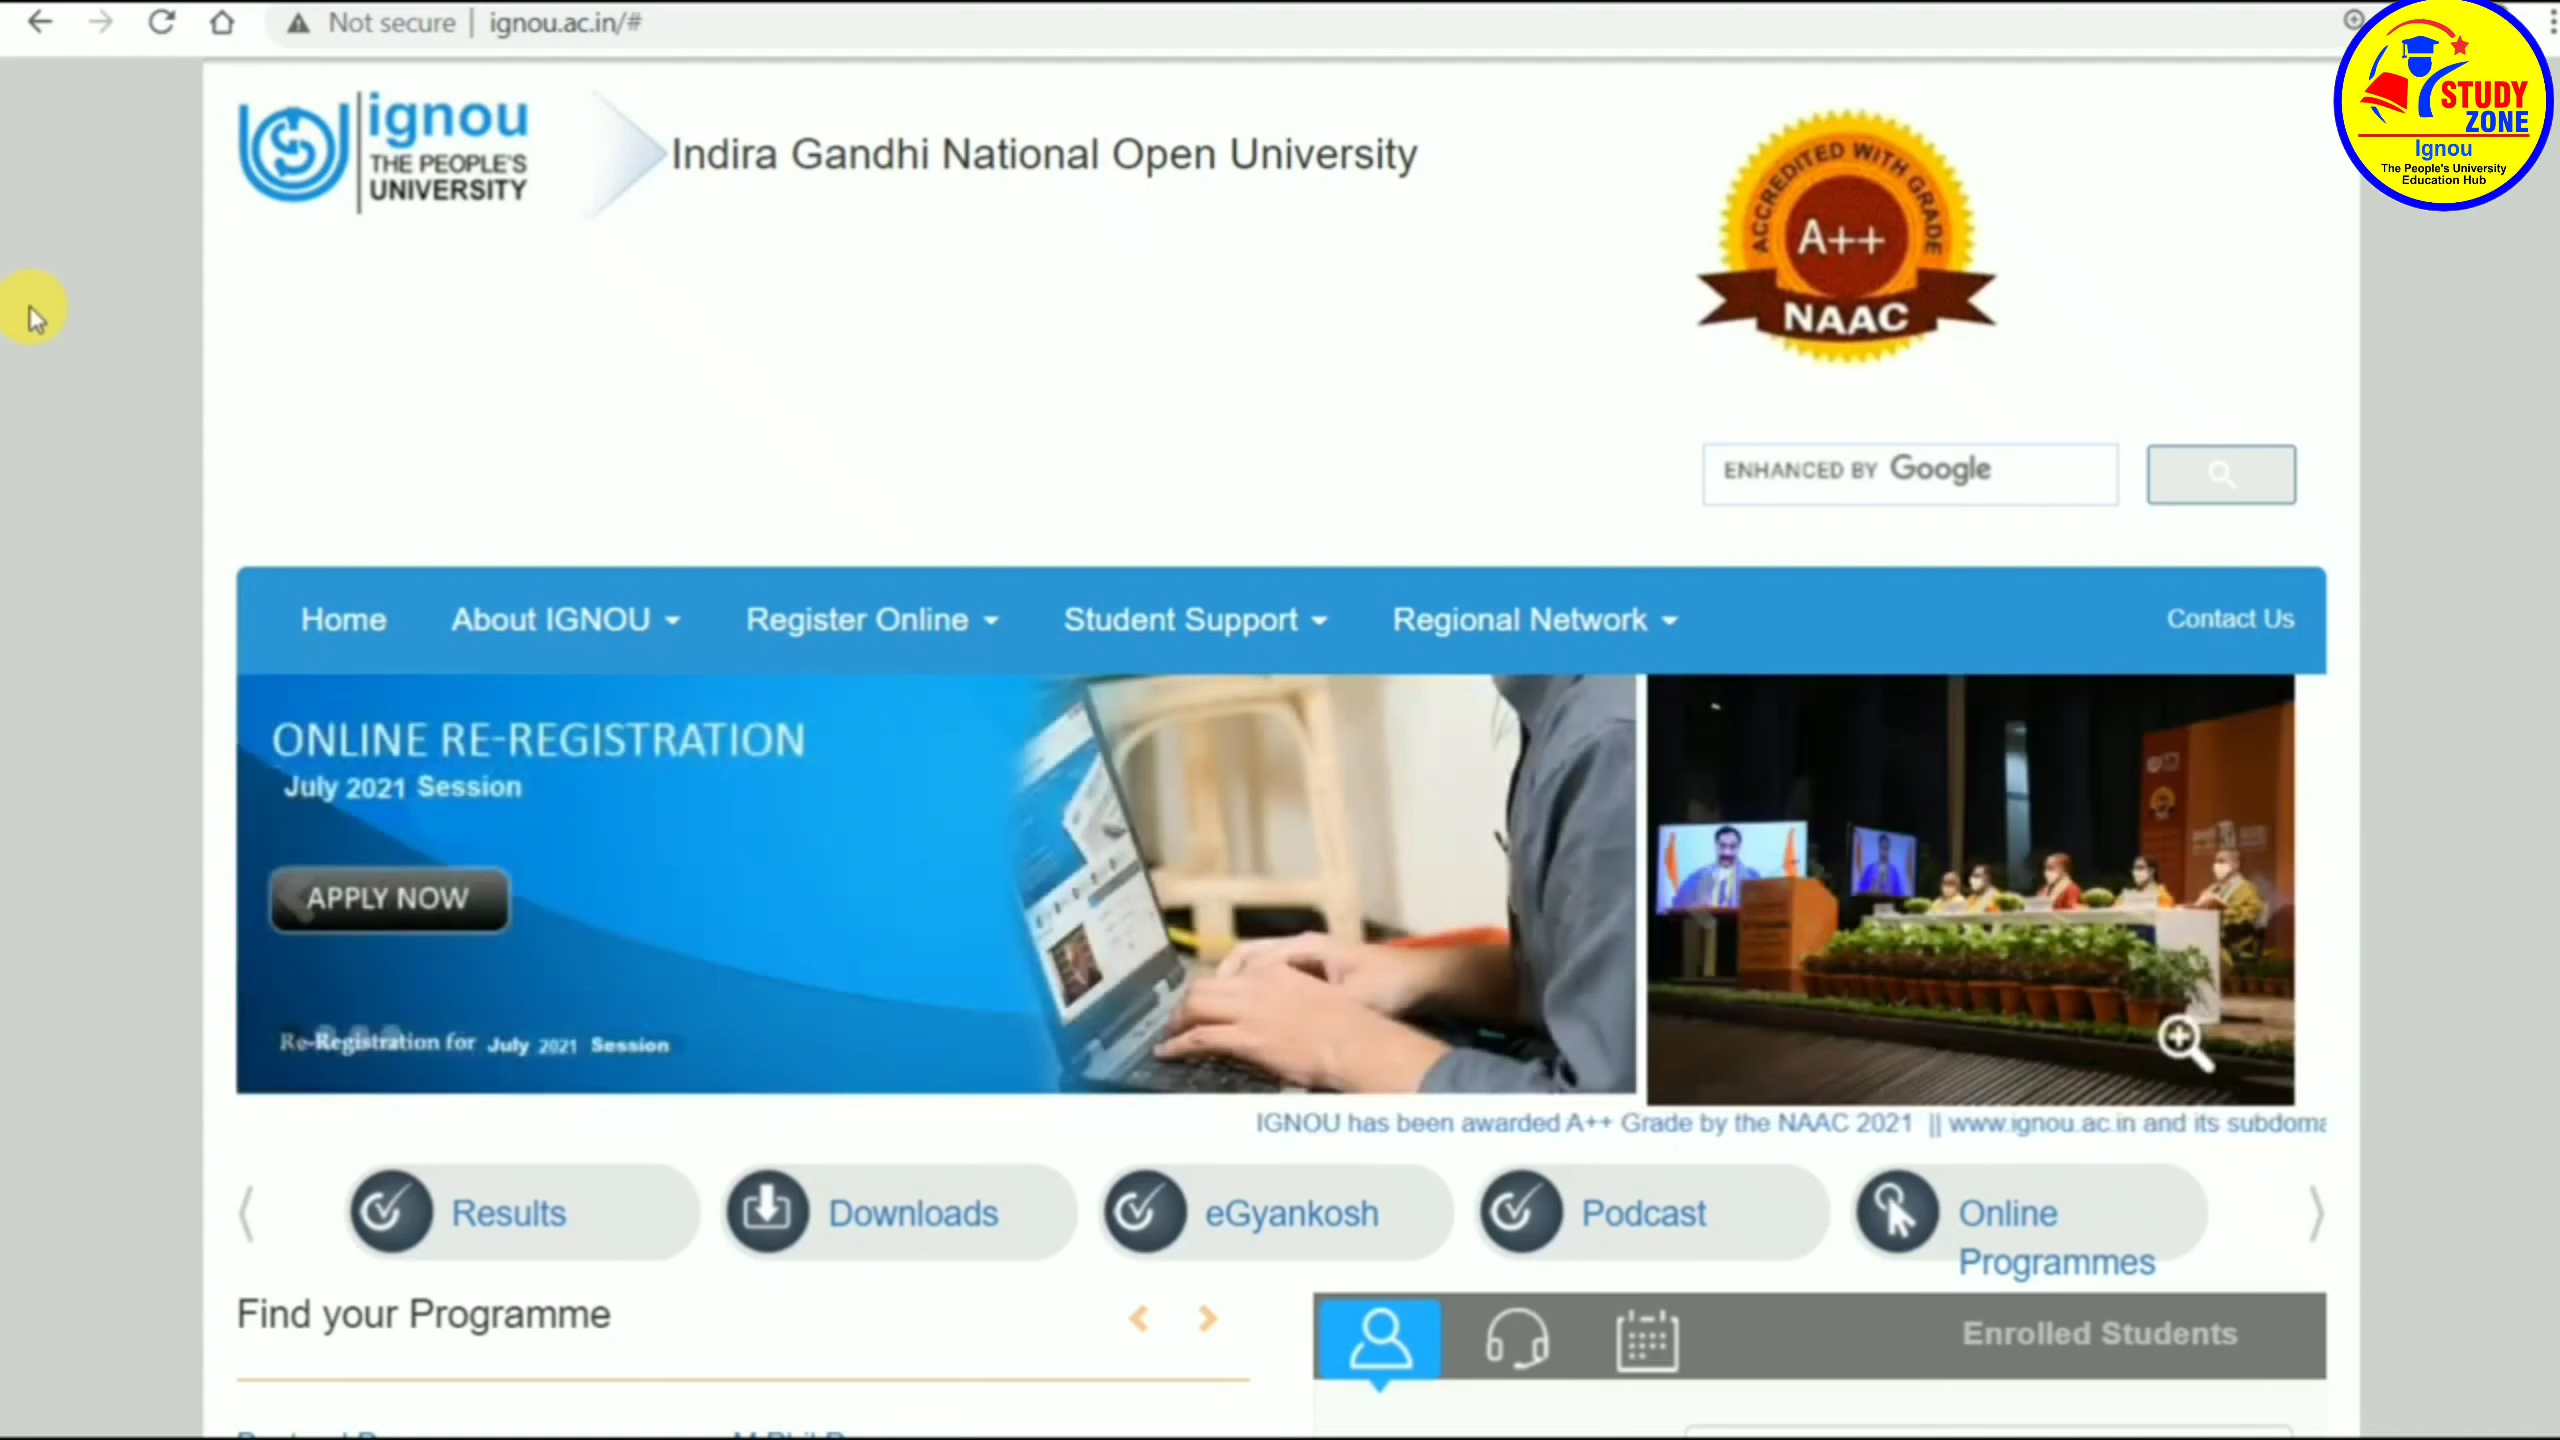 Not secure | ignou.ac.in/#
STUDY
ZONE
Ignou
The People's University
Education Hub
ignou
THE PEOPLE'S
UNIVERSITY
Indira Gandhi National Open University
ACCREDITED WITH GRADE
A++
NAAC
ENHANCED BY Google
Home
About IGNOU
Register Online
Student Support
Regional Network
Contact Us
ONLINE RE-REGISTRATION
July 2021 Session
APPLY NOW
Re-Registration for July 2021 Session
IGNOU has been awarded A++ Grade by the NAAC 2021 || www.ignou.ac.in and its
Results
Downloads
eGyankosh
Podcast
Online
Programmes
Find your Programme
Enrolled Students